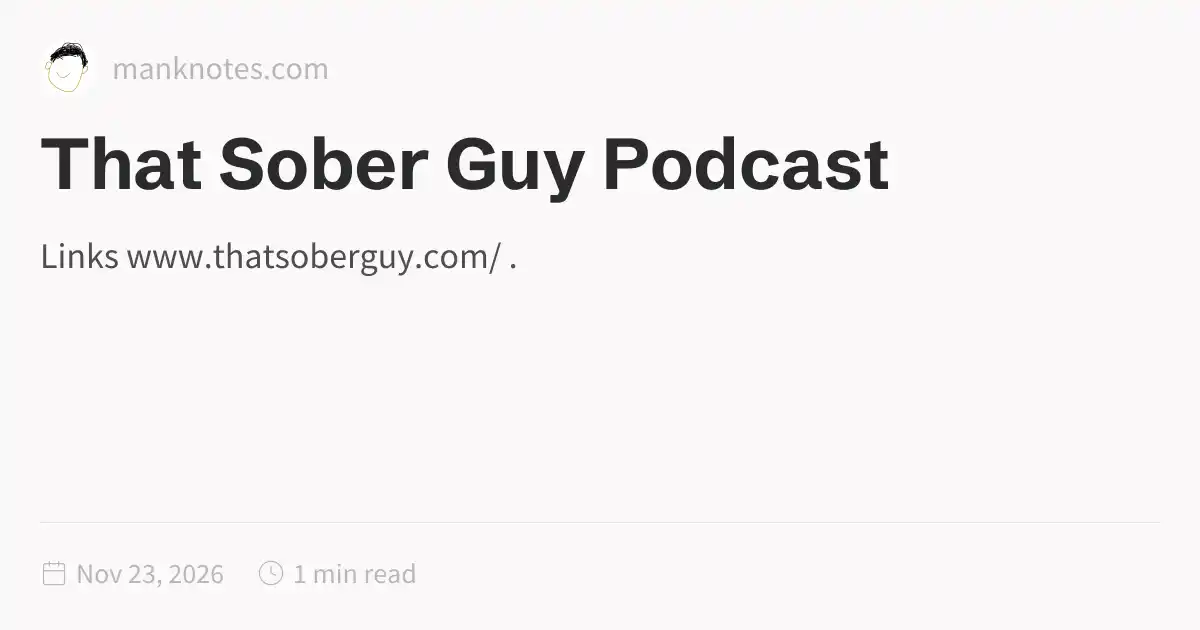 manknotes.com
That Sober Guy Podcast
Links www.thatsoberguy.com/ .
Nov 23, 2026 1 min read